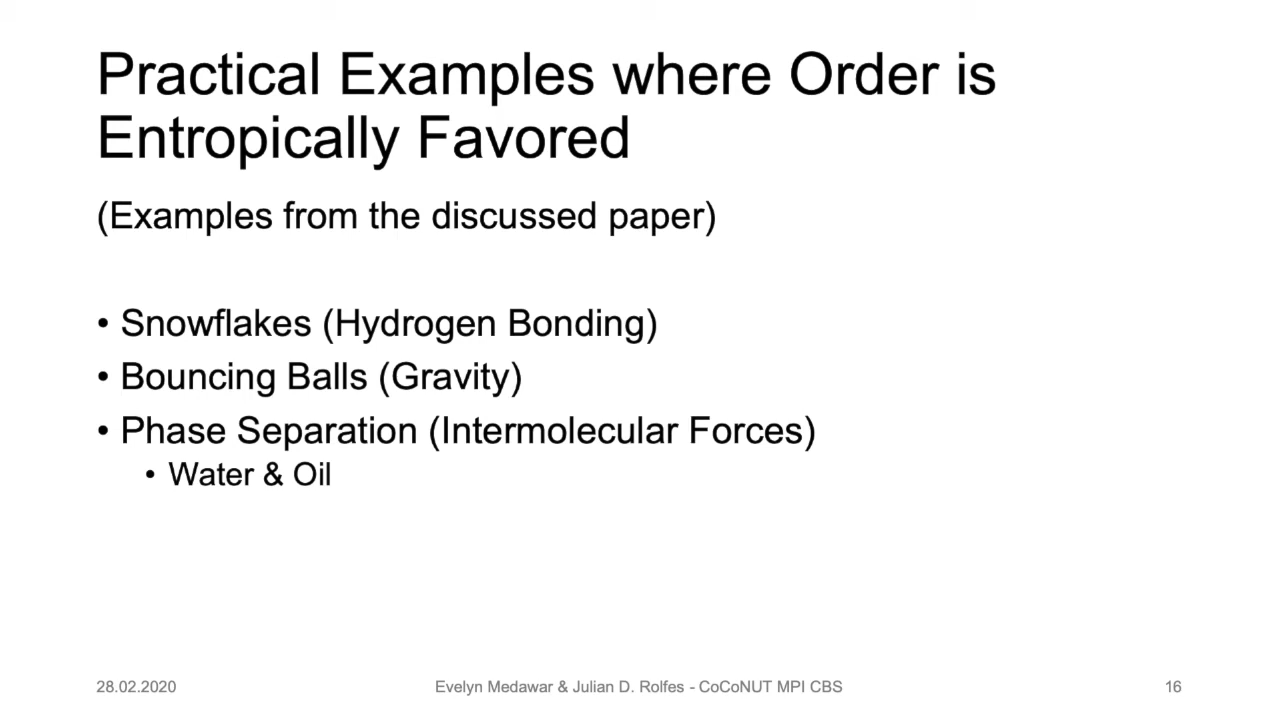 Practical Examples where Order is
Entropically Favored
(Examples from the discussed paper)
• Snowflakes (Hydrogen Bonding)
• Bouncing Balls (Gravity)
• Phase Separation (Intermolecular Forces)
• Water & Oil
28.02.2020
Evelyn Medawar & Julian D. Rolfes - CoCoNUT MPI CBS
16